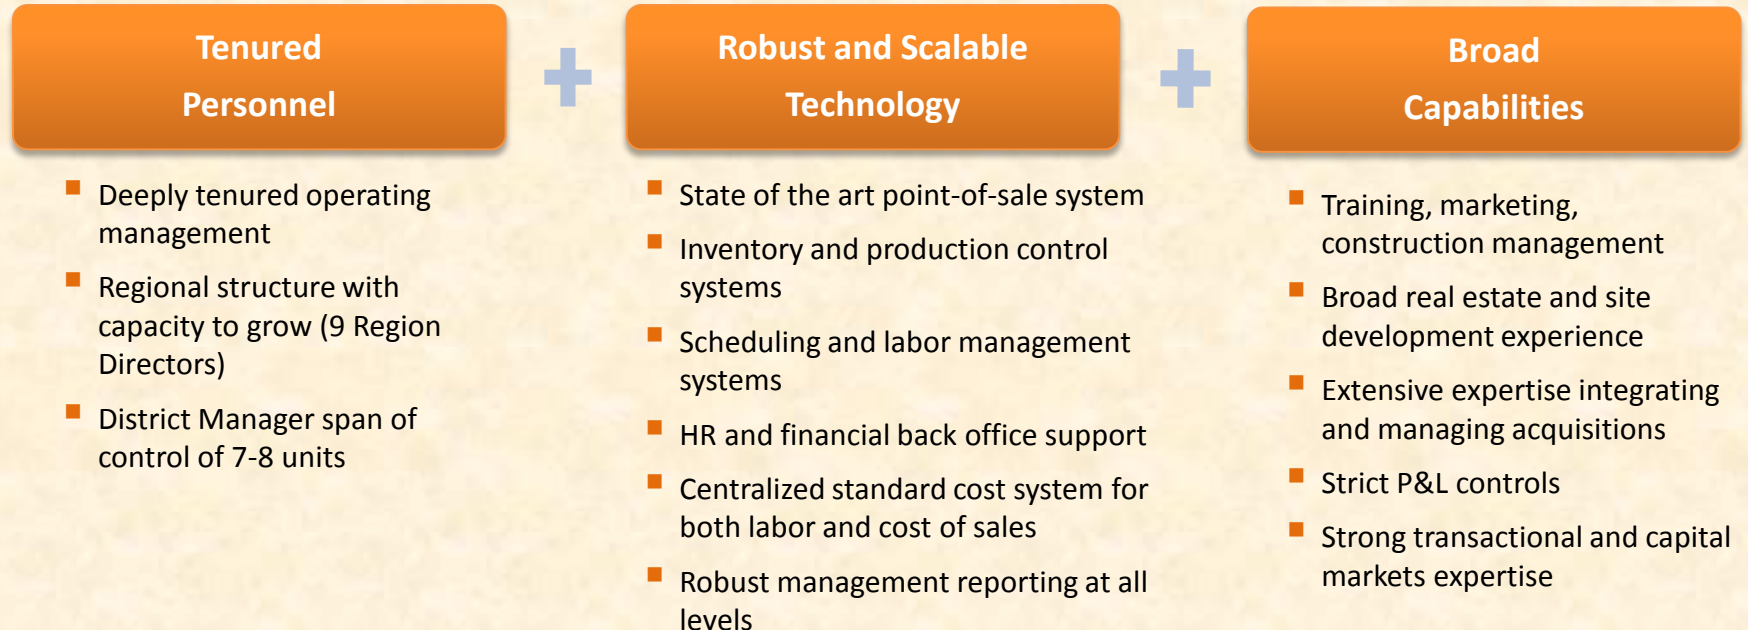 Tenured
Personnel
Deeply tenured operating
management
Regional structure with
capacity to grow (9 Region
Directors)
District Manager span of
control of 7-8 units
Robust and Scalable
Technology
State of the art point-of-sale system
Inventory and production control
systems
Scheduling and labor management
systems
HR and financial back office support
Centralized standard cost system for
both labor and cost of sales
Robust management reporting at all
levels
Broad
Capabilities
Training, marketing,
construction management
Broad real estate and site
development experience
Extensive expertise integrating
and managing acquisitions
Strict P&L controls
Strong transactional and capital
markets expertise